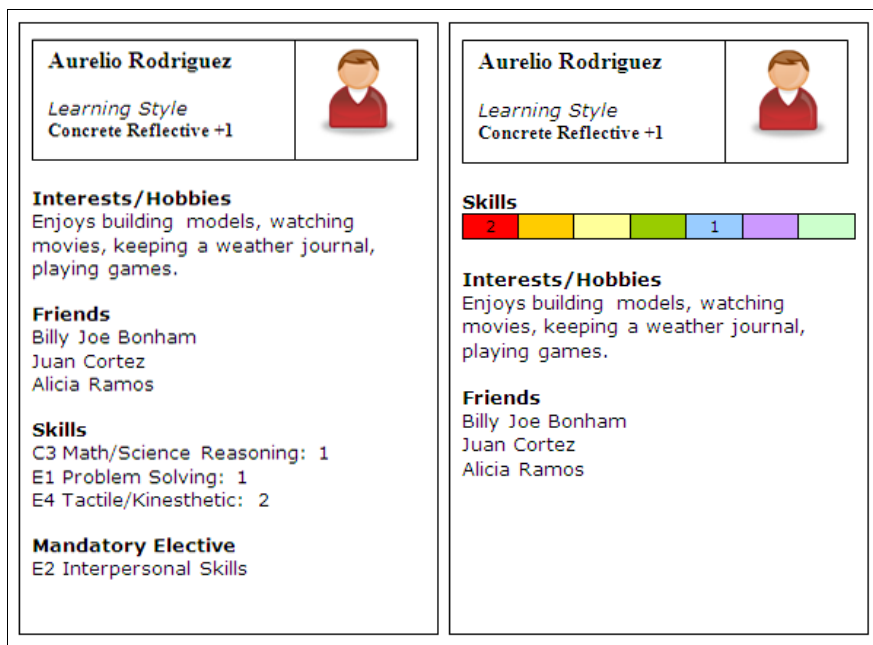 Aurelio Rodriguez
Learning Style
Concrete Reflective +1
Interests/Hobbies
Enjoys building models, watching
movies, keeping a weather journal,
playing games.
Friends
Billy Joe Bonham
Juan Cortez
Alicia Ramos
Skills
C3 Math/Science Reasoning: 1
E1 Problem Solving: 1
E4 Tactile/Kinesthetic: 2
Mandatory Elective
E2 Interpersonal Skills
Aurelio Rodriguez
Learning Style
Concrete Reflective +1
Skills
2 1
Interests/Hobbies
Enjoys building models, watching
movies, keeping a weather journal,
playing games.
Friends
Billy Joe Bonham
Juan Cortez
Alicia Ramos